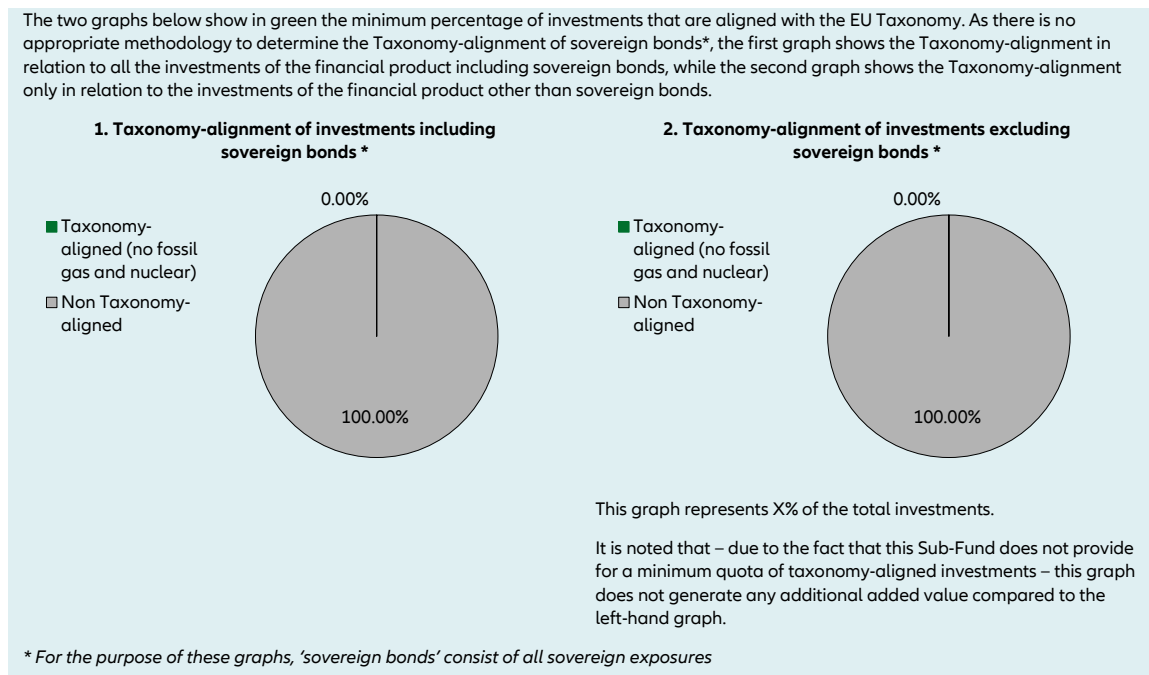 The two graphs below show in green the minimum percentage of investments that are aligned with the EU Taxonomy. As there is no
appropriate methodology to determine the Taxonomy-alignment of sovereign bonds*, the first graph shows the Taxonomy-alignment in
relation to all the investments of the financial product including sovereign bonds, while the second graph shows the Taxonomy-alignment
only in relation to the investments of the financial product other than sovereign bonds.
1. Taxonomy-alignment of investments including
sovereign bonds *
0.00%
Taxonomy-
aligned (no fossil
gas and nuclear)
Non Taxonomy-
aligned
100.00%
2. Taxonomy-alignment of investments excluding
sovereign bonds *
0.00%
Taxonomy-
aligned (no fossil
gas and nuclear)
Non Taxonomy-
aligned
100.00%
This graph represents X% of the total investments.
It is noted that – due to the fact that this Sub-Fund does not provide
for a minimum quota of taxonomy-aligned investments – this graph
does not generate any additional added value compared to the
left-hand graph.
* For the purpose of these graphs, ‘sovereign bonds’ consist of all sovereign exposures